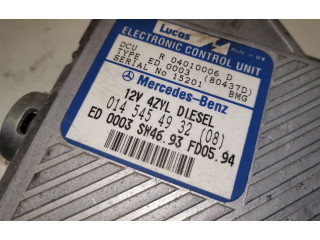 Lucas
ELECTRONIC CONTROL UNIT
DCU R 04010006 D
TYPE ED 0003 (80437D)
SERIAL No 15201 BMG
Mercedes-Benz
12V 4ZYL DIESEL
014 545 49 32 (08)
ED 0003 SW46.93 FD05.94